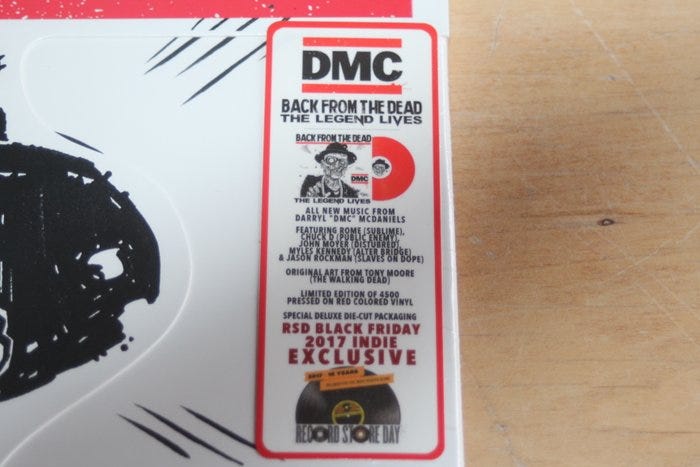 DMC
BACK FROM THE DEAD
THE LEGEND LIVES
BACK FROM THE DEAD
DMC
THE LEGEND LIVES
ALL NEW MUSIC FROM
DARRYL "DMC" MCDANIELS
FEATURING ROME (SUBLIME),
CHUCK D (PUBLIC ENEMY),
JOHN MOYER (DISTURBED),
MYLES KENNEDY (ALTER BRIDGE)
& JASON ROCKMAN (SLAVES ON DOPE)
ORIGINAL ART FROM TONY MOORE
(THE WALKING DEAD)
LIMITED EDITION OF 4500
PRESSED ON RED COLORED VINYL
SPECIAL DELUXE DIE-CUT PACKAGING
RSD BLACK FRIDAY
2017 INDIE
EXCLUSIVE
10 YEARS
RECORD STORE DAY